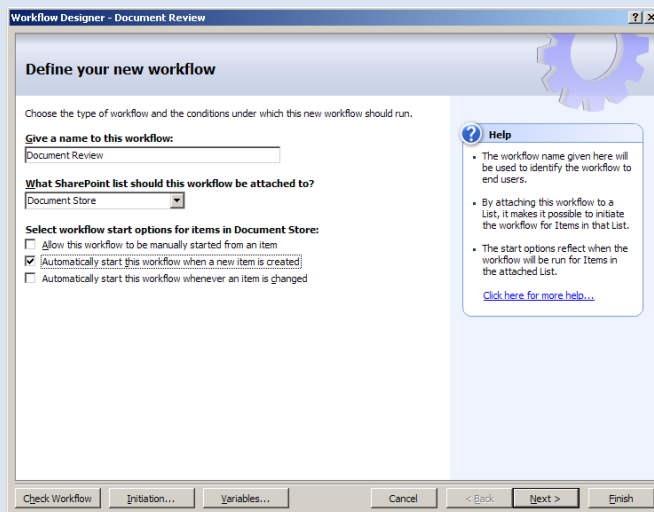 Workflow Designer - Document Review
Define your new workflow
Choose the type of workflow and the conditions under which this new workflow should run.
Give a name to this workflow:
Document Review
What SharePoint list should this workflow be attached to?
Document Store
Select workflow start options for items in Document Store:
Allow this workflow to be manually started from an item
Automatically start this workflow when a new item is created
Automatically start this workflow whenever an item is changed
Help
The workflow name given here will
be used to identify the workflow to
end users.
By attaching this workflow to a
List, it makes it possible to initiate
the workflow for Items in that List.
The start options reflect when the
workflow will be run for Items in
the attached List.
Click here for more help...
Check Workflow Initiation... Variables... Cancel < Back Next > Finish